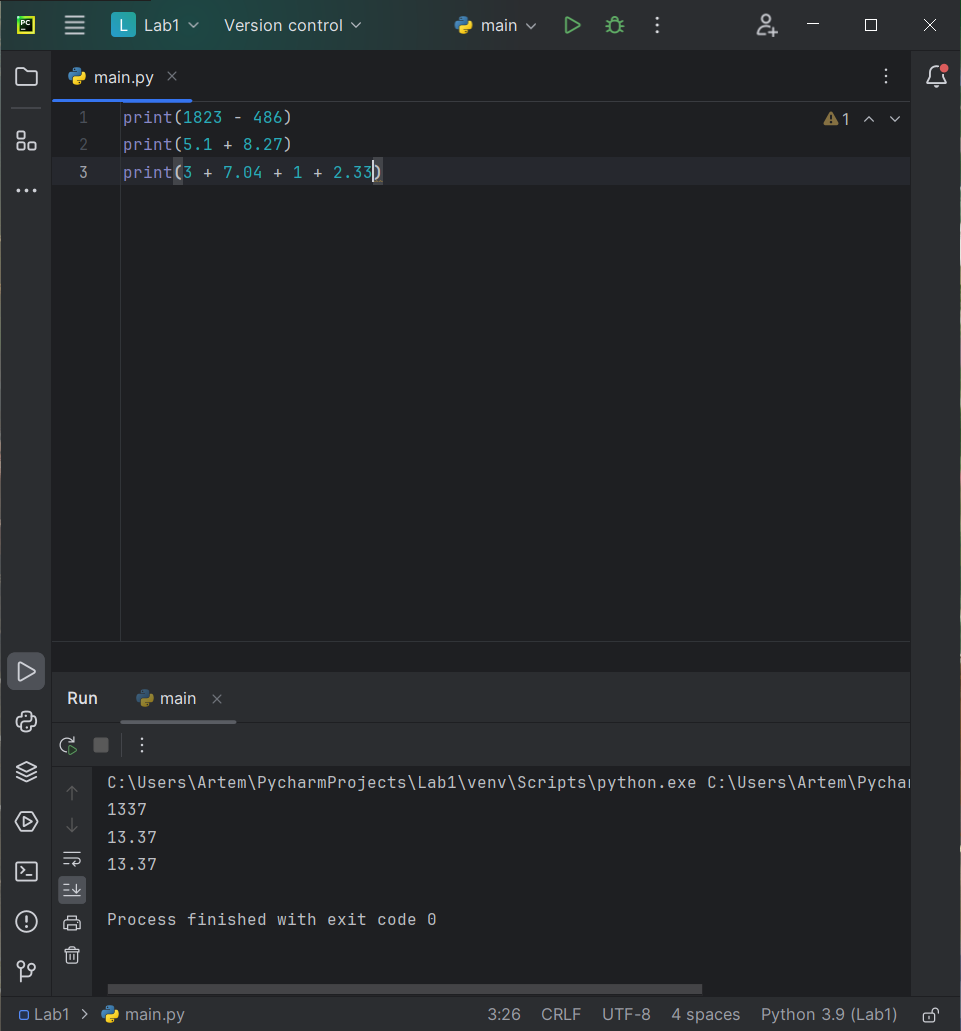 PC
L Lab1 Version control main
main.py
1 print(1823 - 486) 1
2 print(5.1 + 8.27)
3 print(3 + 7.04 + 1 + 2.33)
Run main
C:\Users\Artem\PycharmProjects\Lab1\venv\Scripts\python.exe C:\Users\Artem\Pychar
1337
13.37
13.37
Process finished with exit code 0
Lab1 > main.py 3:26 CRLF UTF-8 4 spaces Python 3.9 (Lab1)